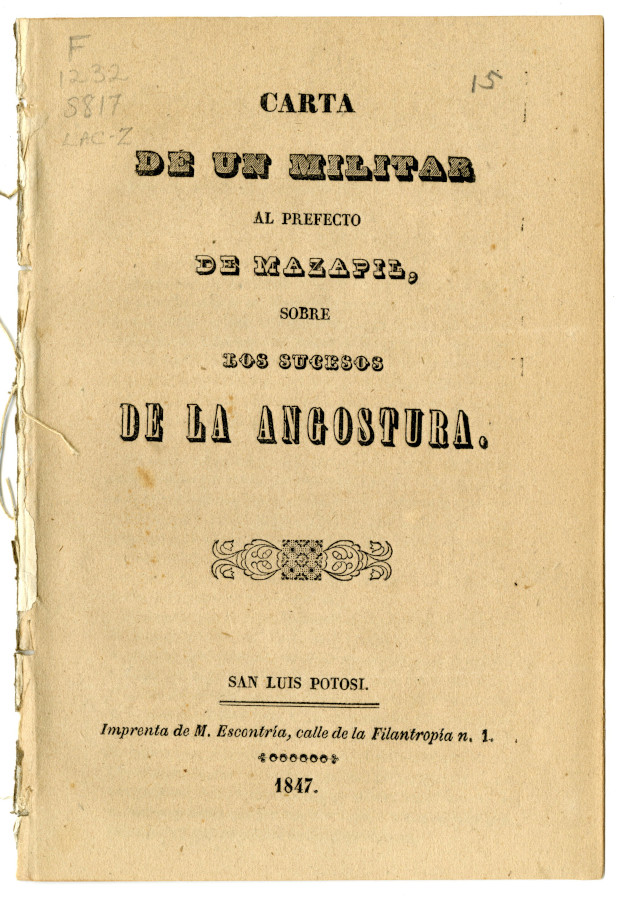 F
1232
S817
LAC-Z
15
CARTA
DE UN MILITAR
AL PREFECTO
DE MAZAPIL,
SOBRE
LOS SUCESOS
DE LA ANGOSTURA.
SAN LUIS POTOSI.
Imprenta de M. Escontría, calle de la Filantropía n. 1.
1847.